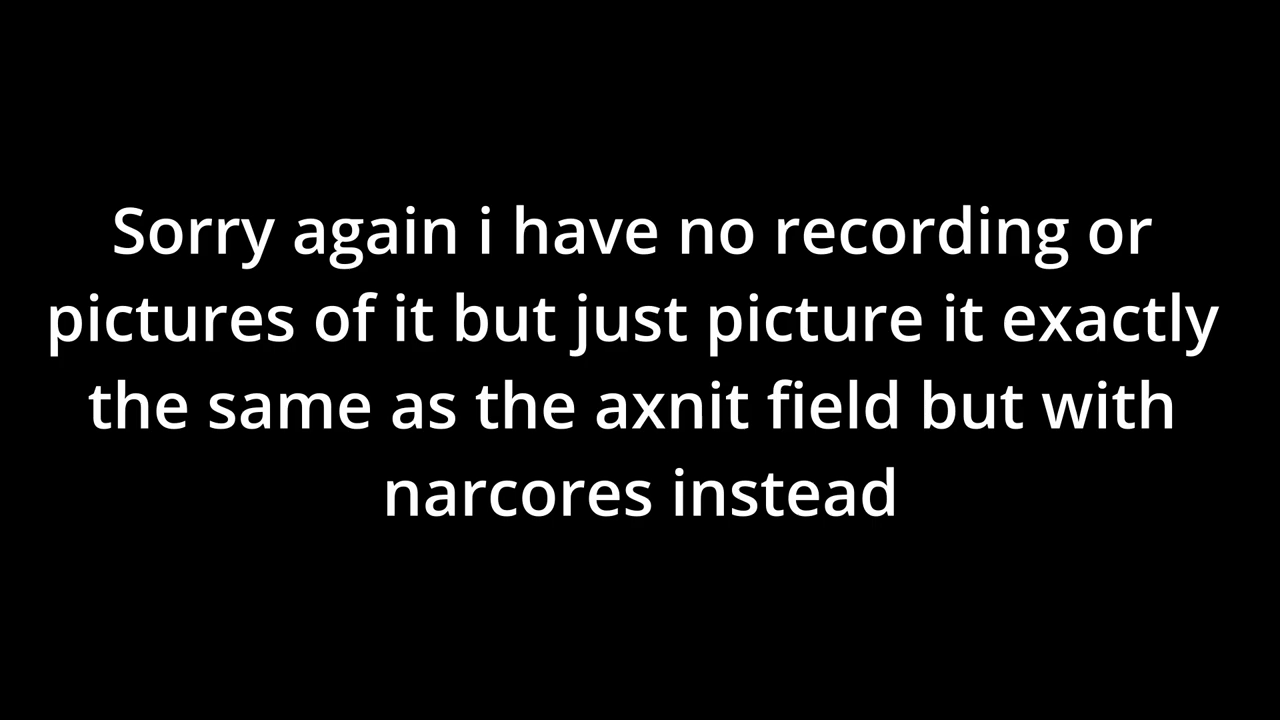 Sorry again i have no recording or
pictures of it but just picture it exactly
the same as the axnit field but with
narcores instead